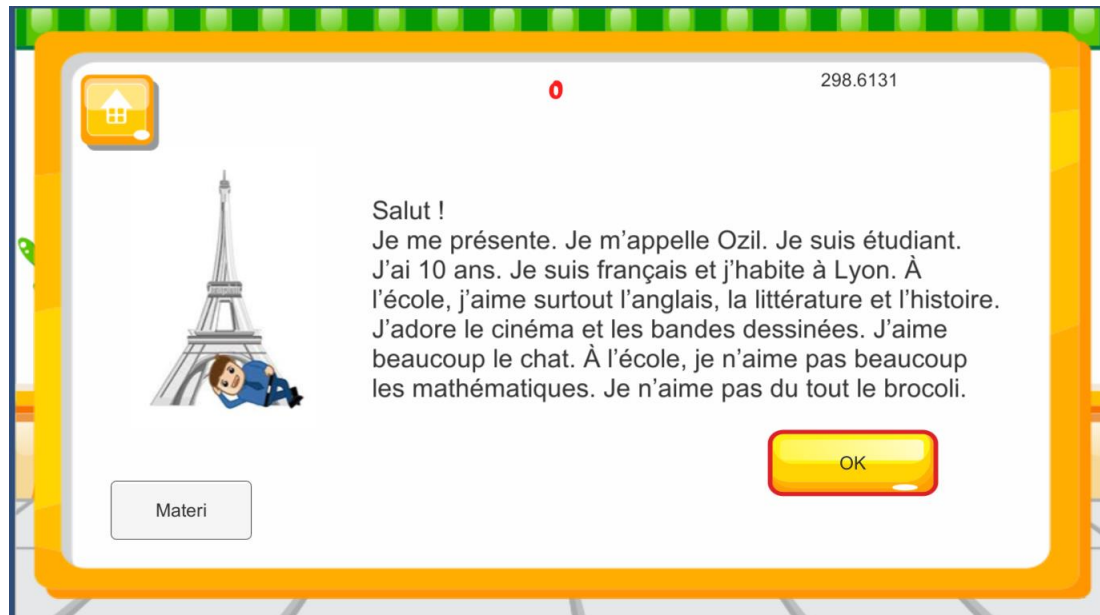 0
298.6131
Salut !
Je me présente. Je m’appelle Ozil. Je suis étudiant.
J’ai 10 ans. Je suis français et j’habite à Lyon. À
l’école, j’aime surtout l’anglais, la littérature et l’histoire.
J’adore le cinéma et les bandes dessinées. J’aime
beaucoup le chat. À l’école, je n’aime pas beaucoup
les mathématiques. Je n’aime pas du tout le brocoli.
OK
Materi